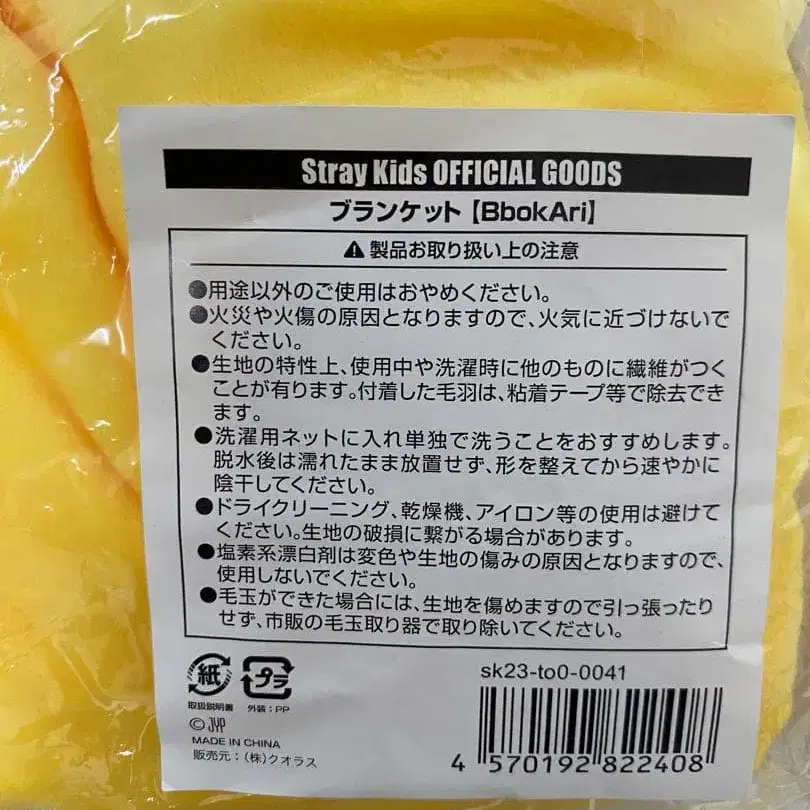 Stray Kids OFFICIAL GOODS
ブランケット【BbokAri】
⚠製品お取り扱い上の注意
●用途以外のご使用はおやめください。
●火災や火傷の原因となりますので、火気に近づけないで
ください。
●生地の特性上、使用中や洗濯時に他のものに繊維がつく
ことが有ります。付着した毛羽は、粘着テープ等で除去でき
ます。
●洗濯用ネットに入れ単独で洗うことをおすすめします。
脱水後は濡れたまま放置せず、形を整えてから速やかに
陰干してください。
●ドライクリーニング、乾燥機、アイロン等の使用は避けて
ください。生地の破損に繋がる場合があります。
●塩素系漂白剤は変色や生地の傷みの原因となりますので、
使用しないでください。
●毛玉ができた場合には、生地を傷めますので引っ張ったり
せず、市販の毛玉取り器で取り除いてください。
紙 プラ
取扱説明書 外装：PP
©JYP
MADE IN CHINA
販売元：（株）クオラス
sk23-to0-0041
4 570192 822408